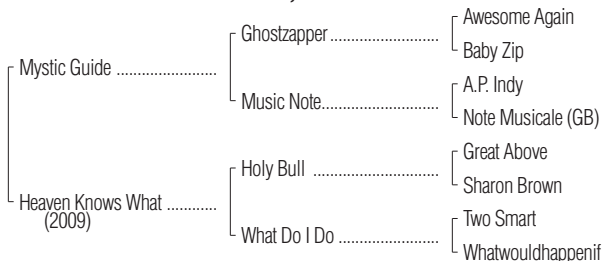 Awesome Again
Ghostzapper
Baby Zip
Mystic Guide
A.P. Indy
Music Note
Note Musicale (GB)
Great Above
Holy Bull
Sharon Brown
Heaven Knows What
(2009)
Two Smart
What Do I Do
Whatwouldhappenif